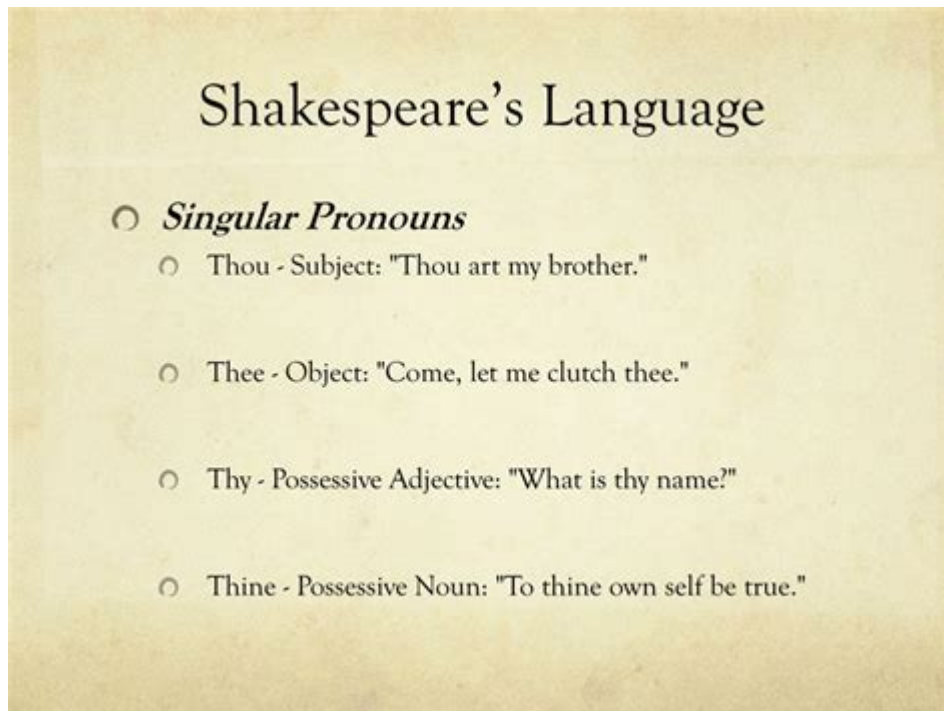 Shakespeare’s Language
Singular Pronouns
Thou - Subject: "Thou art my brother."
Thee - Object: "Come, let me clutch thee."
Thy - Possessive Adjective: "What is thy name?"
Thine - Possessive Noun: "To thine own self be true."